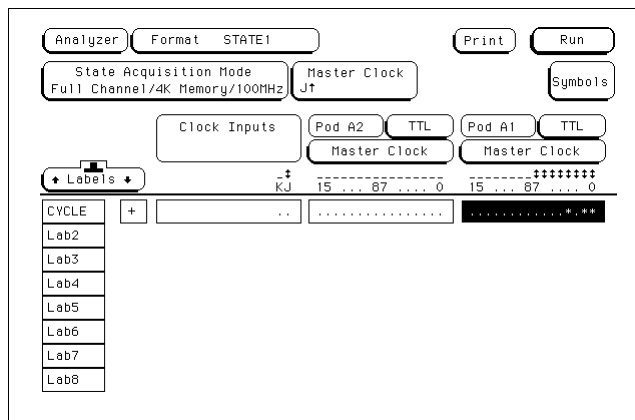 Analyzer Format STATE1 Print Run
State Acquisition Mode
Full Channel/4K Memory/100MHz
Master Clock
J↑
Symbols
Clock Inputs
Pod A2 TTL
Master Clock
Pod A1 TTL
Master Clock
↑ Labels ↓
_↕ ________________ ________↕↕↕↕↕↕↕↕
KJ 15 ... 87 .... 0 15 ... 87 .... 0
CYCLE + .. ................ ............*.**
Lab2
Lab3
Lab4
Lab5
Lab6
Lab7
Lab8